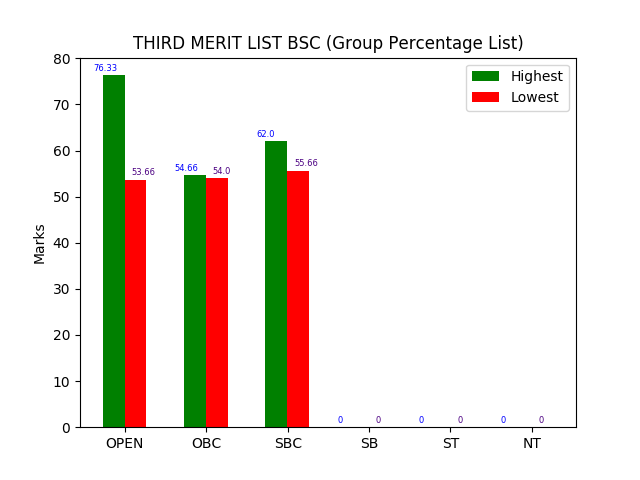 THIRD MERIT LIST BSC (Group Percentage List)
Highest
Lowest
76.33
53.66
54.66
54.0
62.0
55.66
0
0
0
0
0
0
Marks
80
70
60
50
40
30
20
10
0
OPEN
OBC
SBC
SB
ST
NT